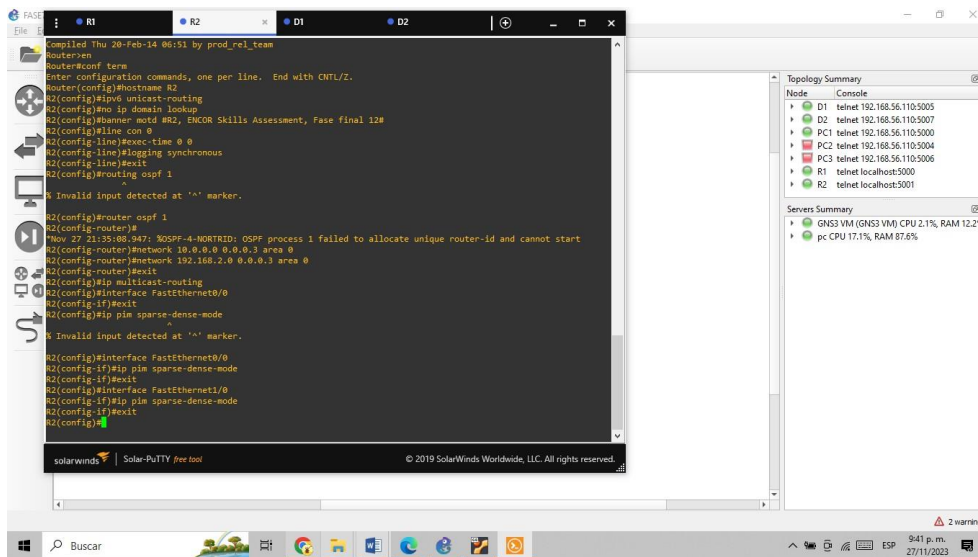 FASE
File E
R1
R2
×
D1
D2
Compiled Thu 20-Feb-14 06:51 by prod_rel_team
Router>en
Router#conf term
Enter configuration commands, one per line.  End with CNTL/Z.
Router(config)#hostname R2
R2(config)#ipv6 unicast-routing
R2(config)#no ip domain lookup
R2(config)#banner motd #R2, ENCOR Skills Assessment, Fase final 12#
R2(config)#line con 0
R2(config-line)#exec-time 0 0
R2(config-line)#logging synchronous
R2(config-line)#exit
R2(config)#routing ospf 1
^
% Invalid input detected at '^' marker.
R2(config)#router ospf 1
R2(config-router)#
*Nov 27 21:35:08.947: %OSPF-4-NORTRID: OSPF process 1 failed to allocate unique router-id and cannot start
R2(config-router)#network 10.0.0.0 0.0.0.3 area 0
R2(config-router)#network 192.168.2.0 0.0.0.3 area 0
R2(config-router)#exit
R2(config)#ip multicast-routing
R2(config)#interface FastEthernet0/0
R2(config-if)#exit
R2(config)#ip pim sparse-dense-mode
^
% Invalid input detected at '^' marker.
R2(config)#interface FastEthernet0/0
R2(config-if)#ip pim sparse-dense-mode
R2(config-if)#exit
R2(config)#interface FastEthernet1/0
R2(config-if)#ip pim sparse-dense-mode
R2(config-if)#exit
R2(config)#
solarwinds | Solar-PuTTY free tool
© 2019 SolarWinds Worldwide, LLC. All rights reserved.
Topology Summary
Node Console
D1 telnet 192.168.56.110:5005
D2 telnet 192.168.56.110:5007
PC1 telnet 192.168.56.110:5000
PC2 telnet 192.168.56.110:5004
PC3 telnet 192.168.56.110:5006
R1 telnet localhost:5000
R2 telnet localhost:5001
Servers Summary
GNS3 VM (GNS3 VM) CPU 2.1%, RAM 12.2
pc CPU 17.1%, RAM 87.6%
2 warnin
Buscar
ESP
9:41 p. m.
27/11/2023